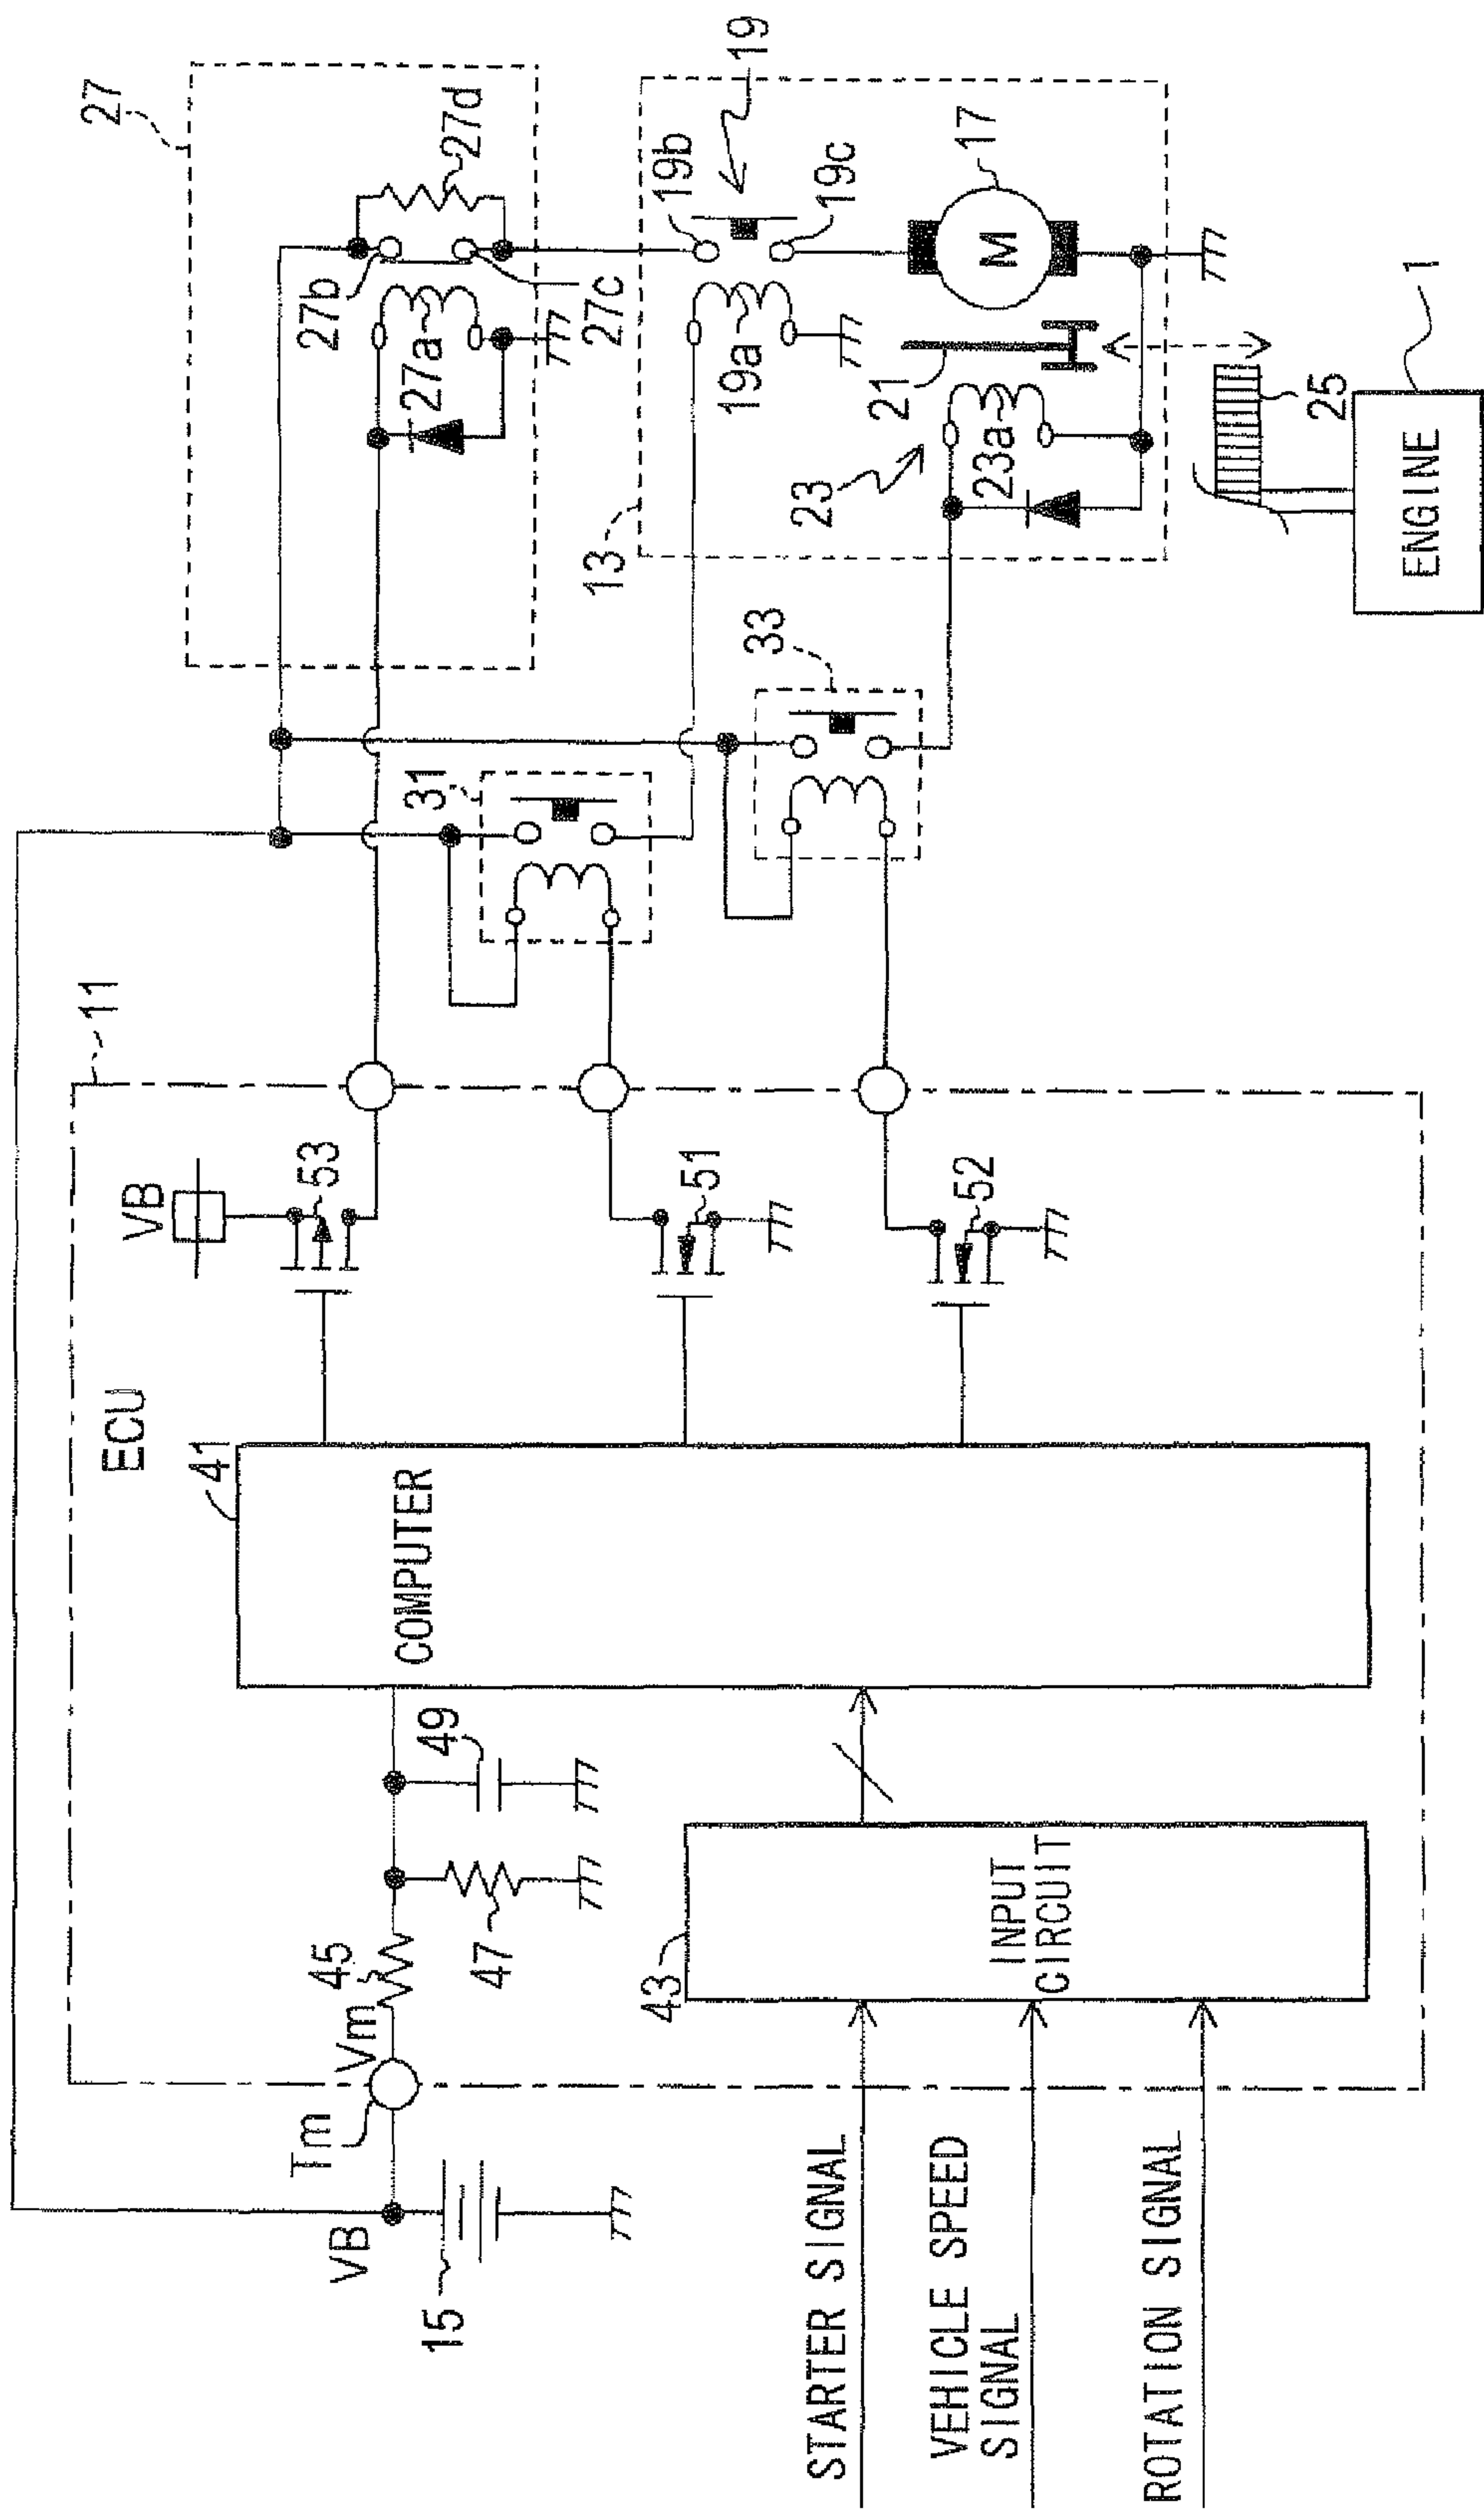 27
27b
27d
27a
27c
19
19b
19c
19a
17
M
21
23
23a
13
25
1
ENGINE
33
31
11
ECU
VB
53
51
52
41
COMPUTER
49
47
45
Vm
Tm
VB
15
43
INPUT
CIRCUIT
STARTER SIGNAL
VEHICLE SPEED
SIGNAL
ROTATION SIGNAL